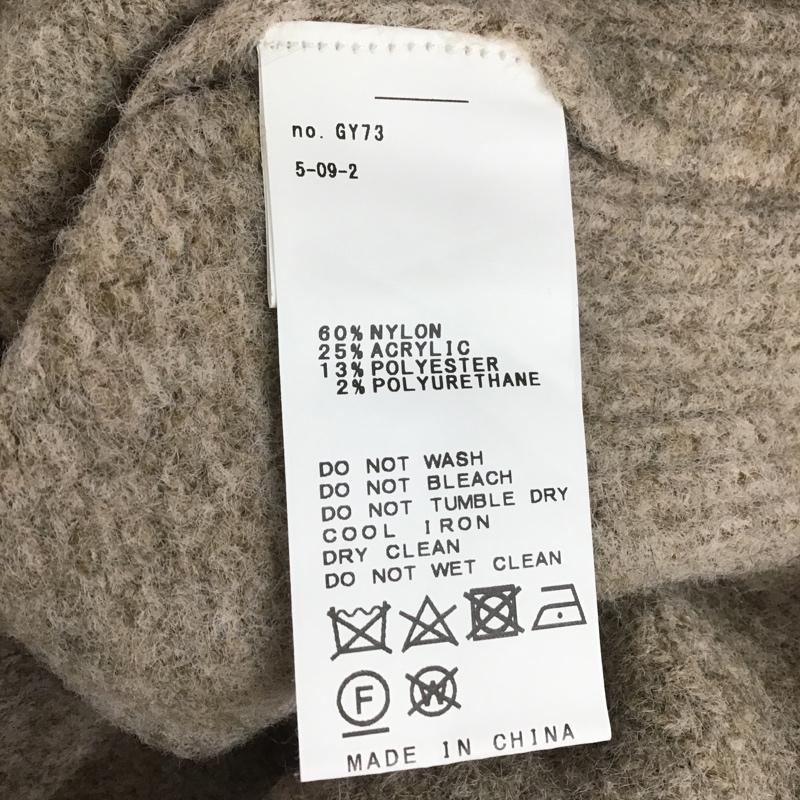 no. GY73
5-09-2
60% NYLON
25% ACRYLIC
13% POLYESTER
2% POLYURETHANE
DO NOT WASH
DO NOT BLEACH
DO NOT TUMBLE DRY
COOL IRON
DRY CLEAN
DO NOT WET CLEAN
F W
MADE IN CHINA